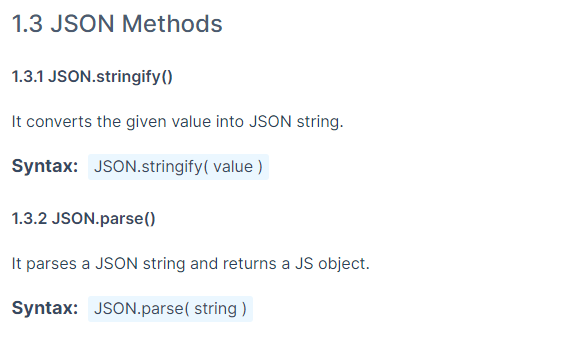 1.3 JSON Methods
1.3.1 JSON.stringify()
It converts the given value into JSON string.
Syntax: JSON.stringify( value )
1.3.2 JSON.parse()
It parses a JSON string and returns a JS object.
Syntax: JSON.parse( string )